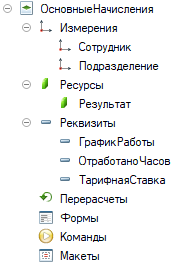 ОсновныеНачисления
Измерения
Сотрудник
Подразделение
Ресурсы
Результат
Реквизиты
ГрафикРаботы
ОтработаноЧасов
ТарифнаяСтавка
Перерасчеты
Формы
Команды
Макеты